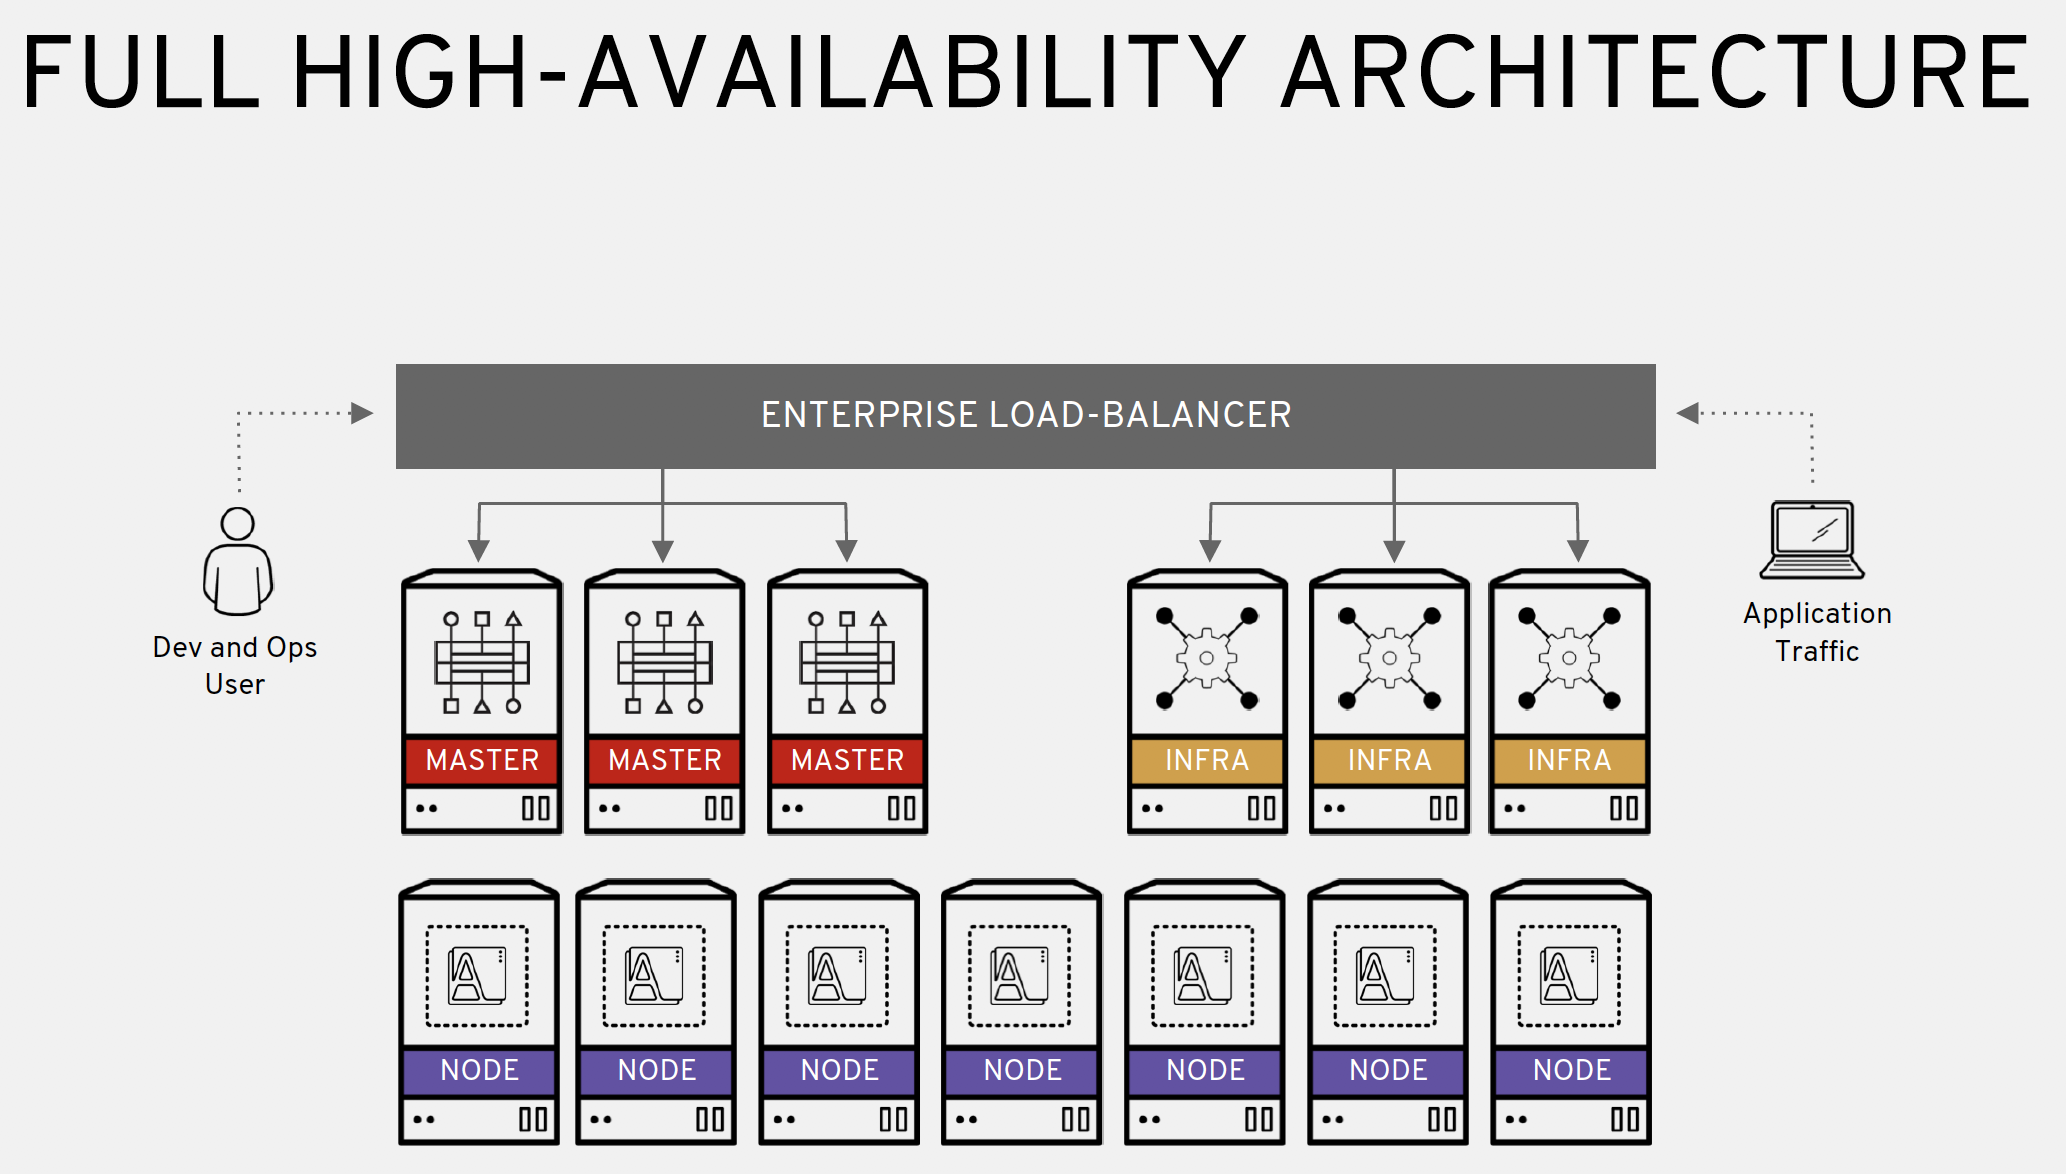 FULL HIGH-AVAILABILITY ARCHITECTURE
ENTERPRISE LOAD-BALANCER
Dev and Ops
User
Application
Traffic
MASTER
MASTER
MASTER
INFRA
INFRA
INFRA
NODE
NODE
NODE
NODE
NODE
NODE
NODE